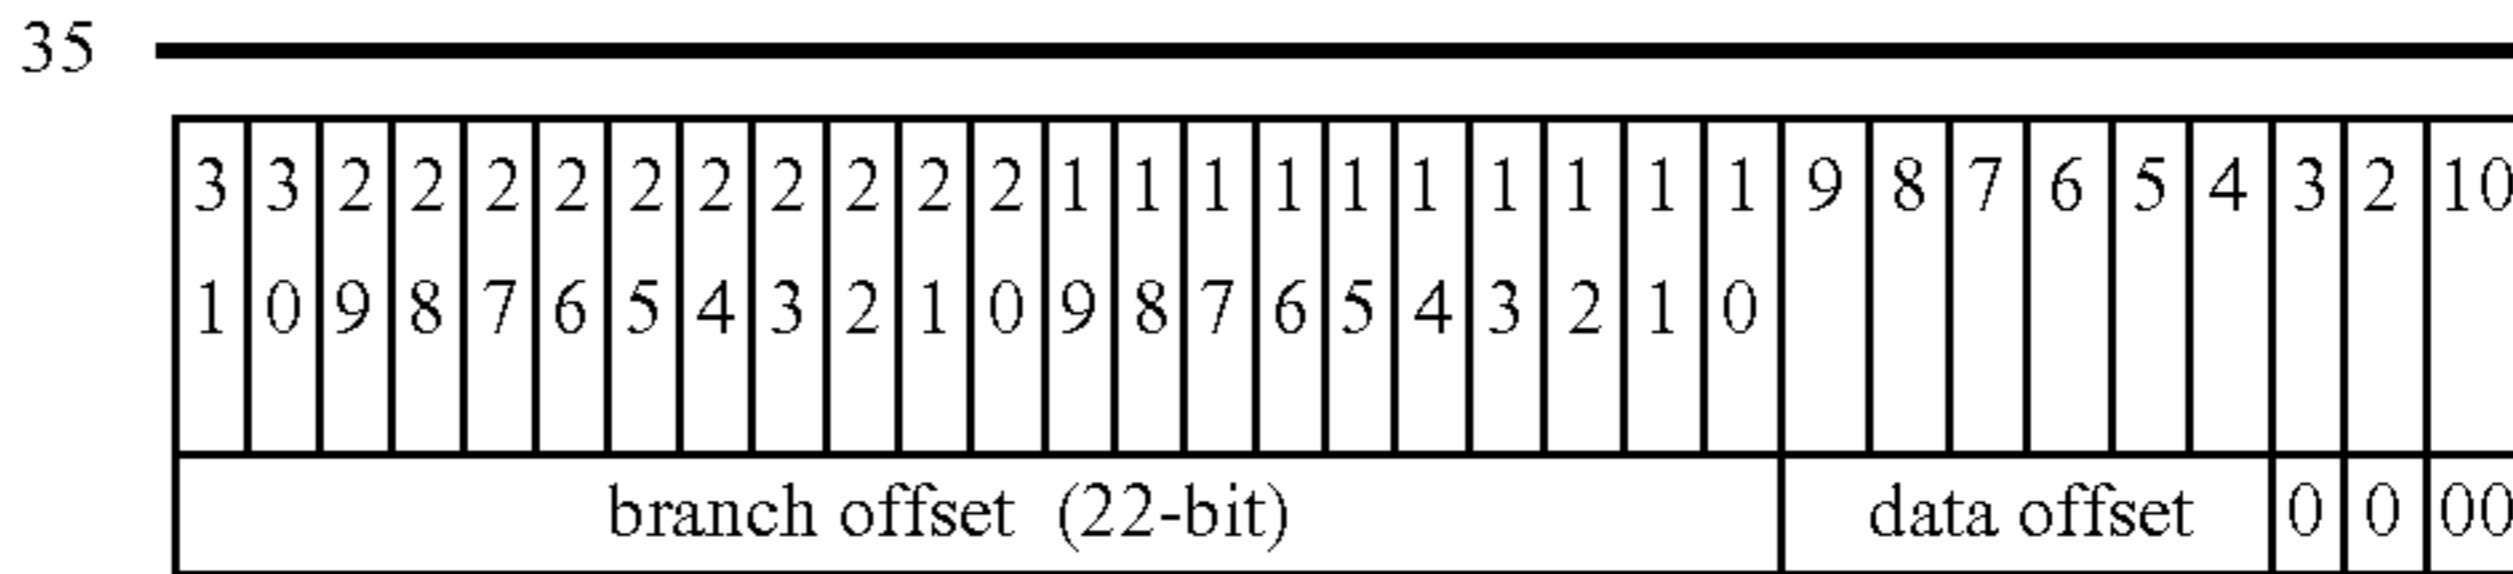 35
3 3 2 2 2 2 2 2 2 2 2 2 1 1 1 1 1 1 1 1 1 1 9 8 7 6 5 4 3 2 10
1 0 9 8 7 6 5 4 3 2 1 0 9 8 7 6 5 4 3 2 1 0
branch offset (22-bit) data offset 0 0 00